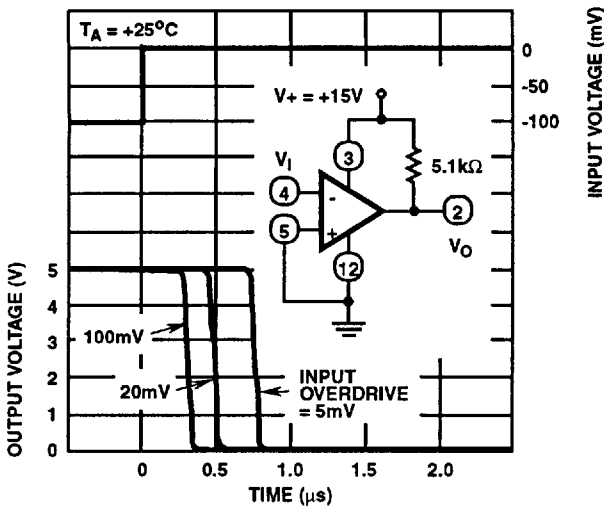 T_A = +25°C
0
-50
-100
INPUT VOLTAGE (mV)
V+ = +15V
3
5.1kΩ
V_I
4
-
5
+
2
V_O
12
OUTPUT VOLTAGE (V)
5
4
3
2
1
0
100mV
20mV
INPUT
OVERDRIVE
= 5mV
0
0.5
1.0
1.5
2.0
TIME (μs)